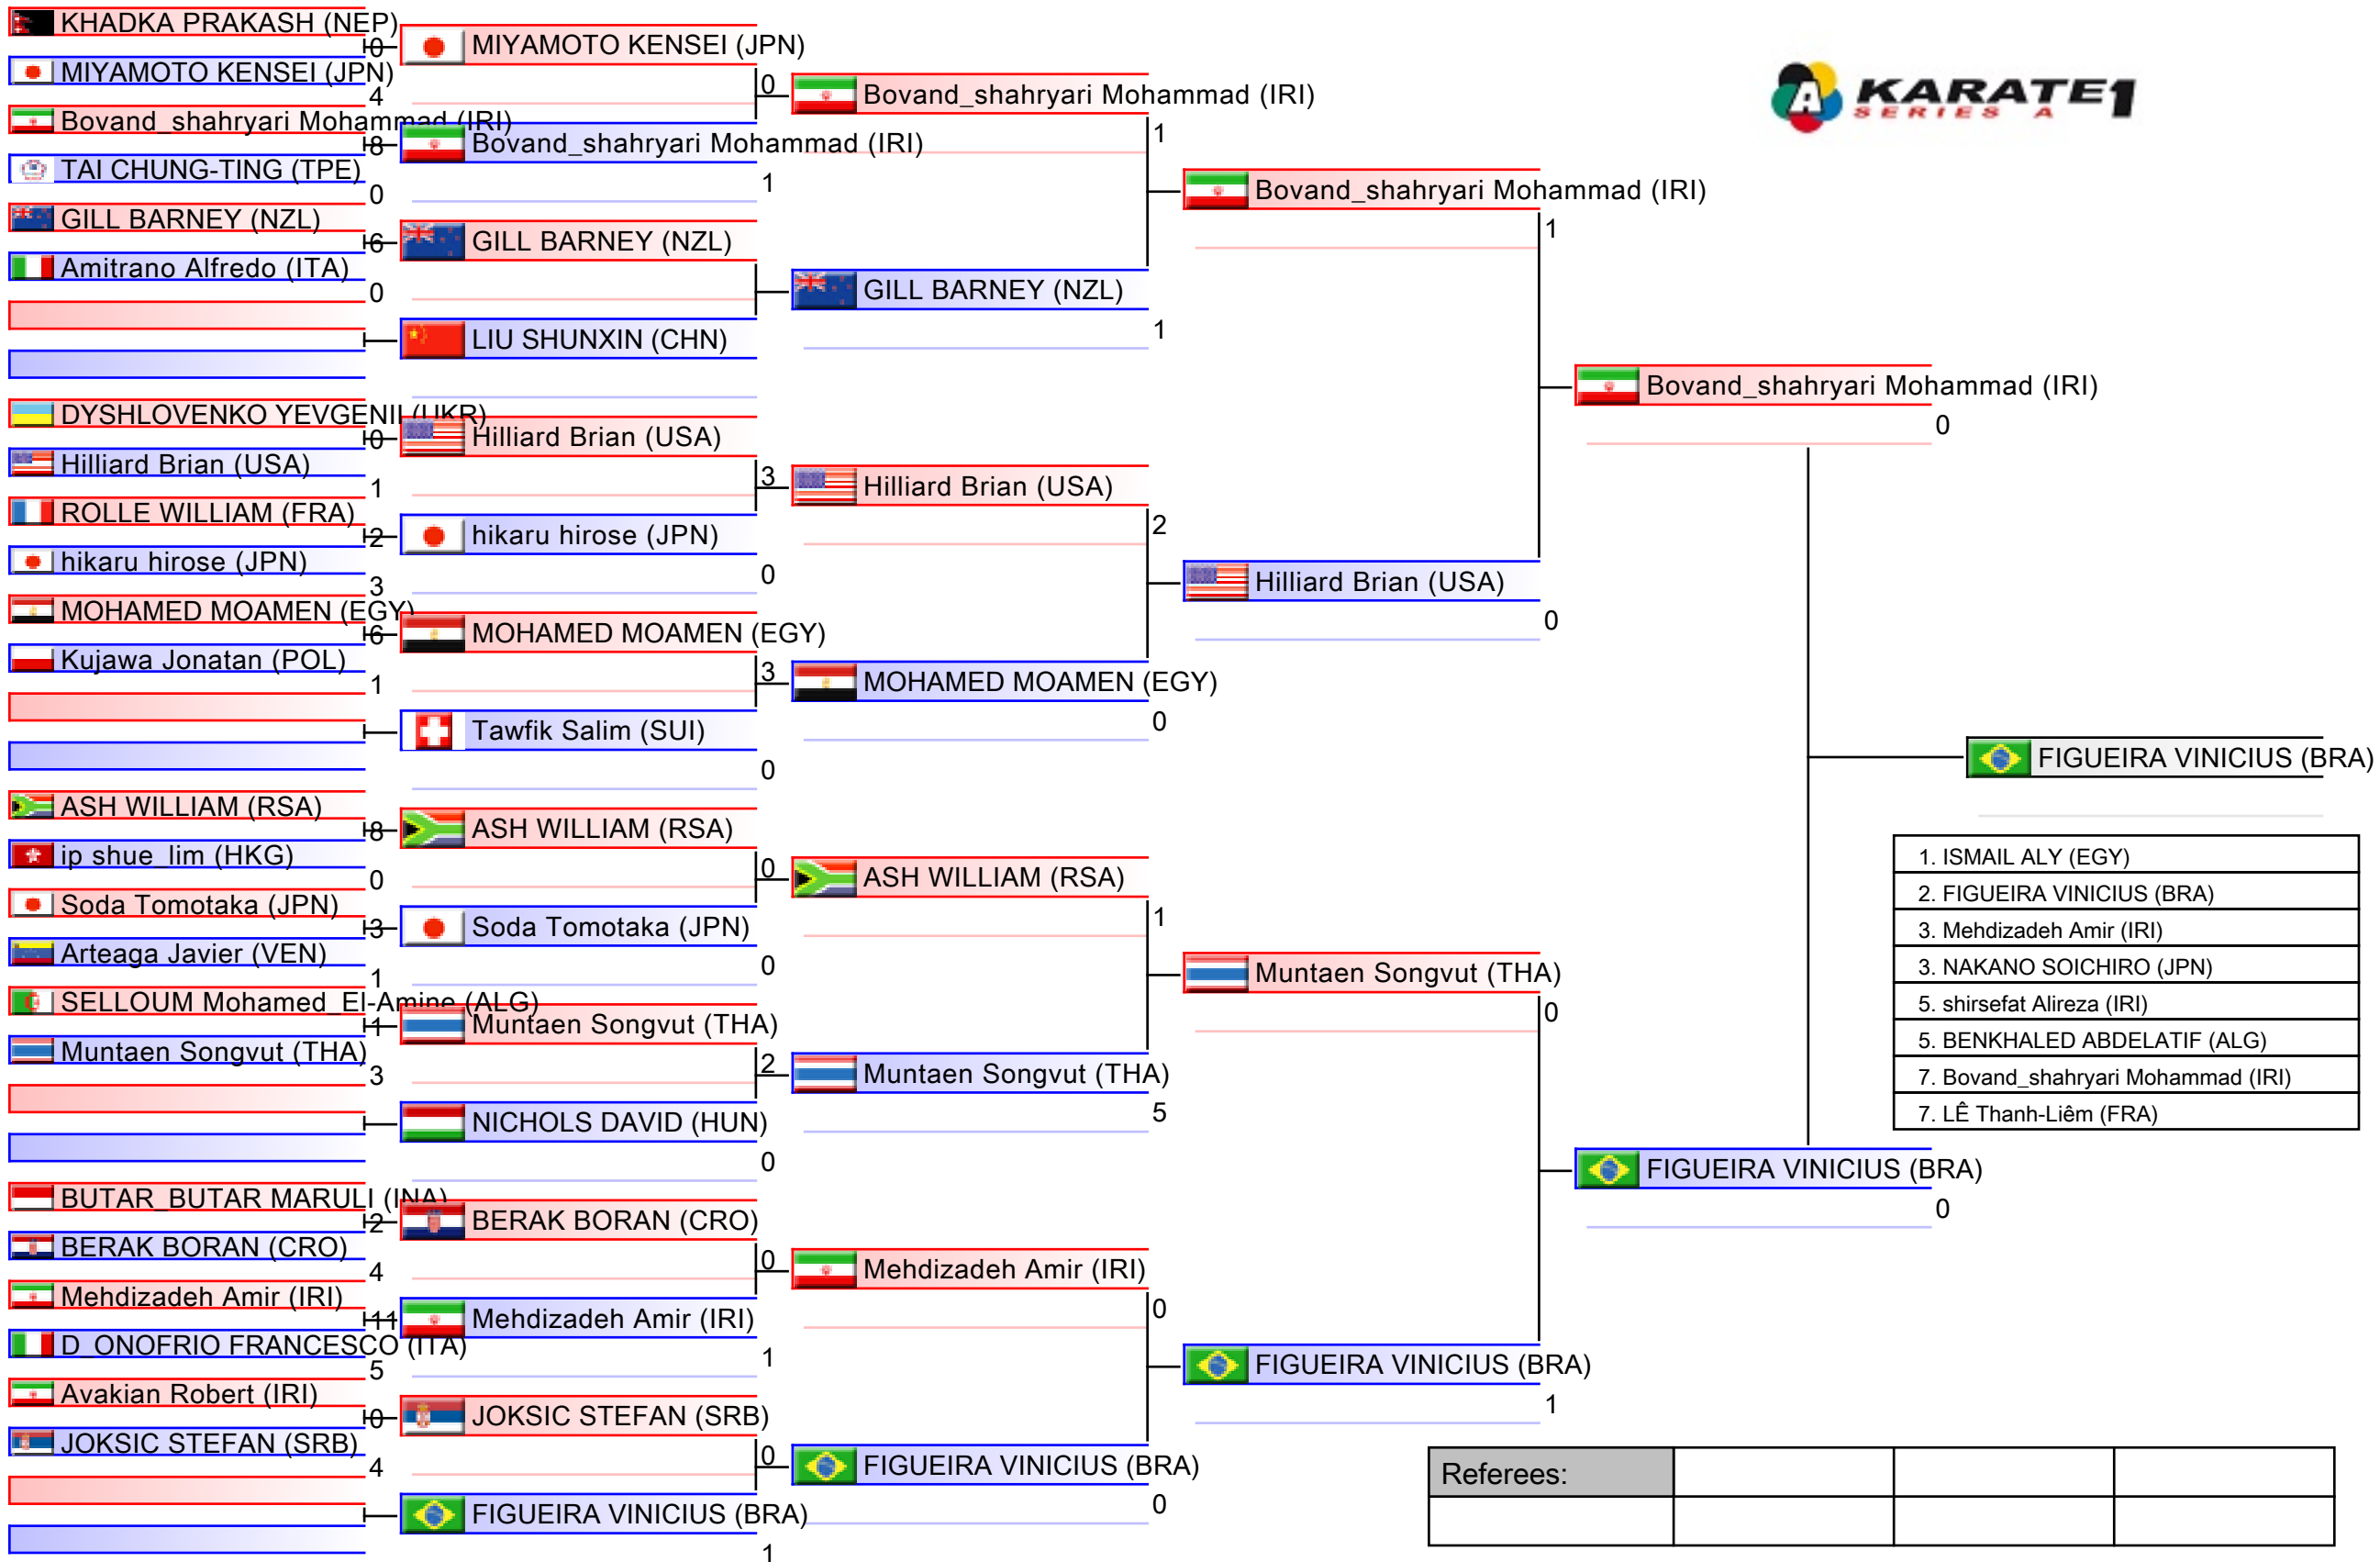 KHADKA PRAKASH (NEP)
0
MIYAMOTO KENSEI (JPN)
4
Bovand_shahryari Mohammad (IRI)
8
TAI CHUNG-TING (TPE)
0
GILL BARNEY (NZL)
6
Amitrano Alfredo (ITA)
0
DYSHLOVENKO YEVGENII (UKR)
0
Hilliard Brian (USA)
1
ROLLE WILLIAM (FRA)
2
hikaru hirose (JPN)
3
MOHAMED MOAMEN (EGY)
6
Kujawa Jonatan (POL)
1
ASH WILLIAM (RSA)
8
ip shue_lim (HKG)
0
Soda Tomotaka (JPN)
3
Arteaga Javier (VEN)
1
SELLOUM Mohamed_El-Amine (ALG)
1
Muntaen Songvut (THA)
3
BUTAR_BUTAR MARULI (INA)
2
BERAK BORAN (CRO)
4
Mehdizadeh Amir (IRI)
11
D_ONOFRIO FRANCESCO (ITA)
5
Avakian Robert (IRI)
0
JOKSIC STEFAN (SRB)
4
MIYAMOTO KENSEI (JPN)
0
Bovand_shahryari Mohammad (IRI)
1
GILL BARNEY (NZL)
LIU SHUNXIN (CHN)
Hilliard Brian (USA)
3
hikaru hirose (JPN)
0
MOHAMED MOAMEN (EGY)
3
Tawfik Salim (SUI)
0
ASH WILLIAM (RSA)
0
Soda Tomotaka (JPN)
0
Muntaen Songvut (THA)
2
NICHOLS DAVID (HUN)
0
BERAK BORAN (CRO)
0
Mehdizadeh Amir (IRI)
1
JOKSIC STEFAN (SRB)
0
FIGUEIRA VINICIUS (BRA)
1
Bovand_shahryari Mohammad (IRI)
1
GILL BARNEY (NZL)
1
Hilliard Brian (USA)
2
MOHAMED MOAMEN (EGY)
0
ASH WILLIAM (RSA)
1
Muntaen Songvut (THA)
5
Mehdizadeh Amir (IRI)
0
FIGUEIRA VINICIUS (BRA)
0
Bovand_shahryari Mohammad (IRI)
1
Hilliard Brian (USA)
0
Muntaen Songvut (THA)
0
FIGUEIRA VINICIUS (BRA)
1
Bovand_shahryari Mohammad (IRI)
0
FIGUEIRA VINICIUS (BRA)
0
FIGUEIRA VINICIUS (BRA)
A KARATE1
SERIES A
1. ISMAIL ALY (EGY)
2. FIGUEIRA VINICIUS (BRA)
3. Mehdizadeh Amir (IRI)
3. NAKANO SOICHIRO (JPN)
5. shirsefat Alireza (IRI)
5. BENKHALED ABDELATIF (ALG)
7. Bovand_shahryari Mohammad (IRI)
7. LÊ Thanh-Liêm (FRA)
Referees: